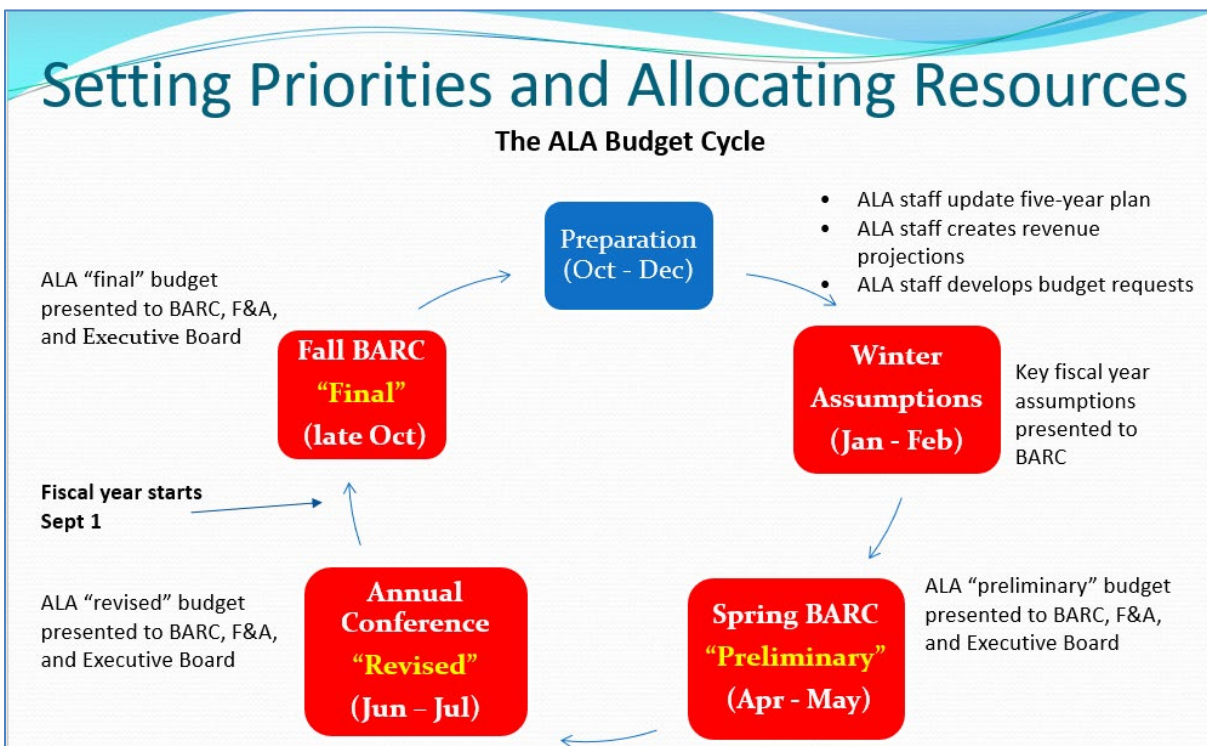 Setting Priorities and Allocating Resources
The ALA Budget Cycle
Preparation
(Oct - Dec)
• ALA staff update five-year plan
• ALA staff creates revenue
projections
• ALA staff develops budget requests
Winter
Assumptions
(Jan - Feb)
Key fiscal year
assumptions
presented to
BARC
Spring BARC
“Preliminary”
(Apr - May)
ALA “preliminary” budget
presented to BARC, F&A,
and Executive Board
Annual
Conference
“Revised”
(Jun – Jul)
ALA “revised” budget
presented to BARC, F&A,
and Executive Board
Fiscal year starts
Sept 1
Fall BARC
“Final”
(late Oct)
ALA “final” budget
presented to BARC, F&A,
and Executive Board